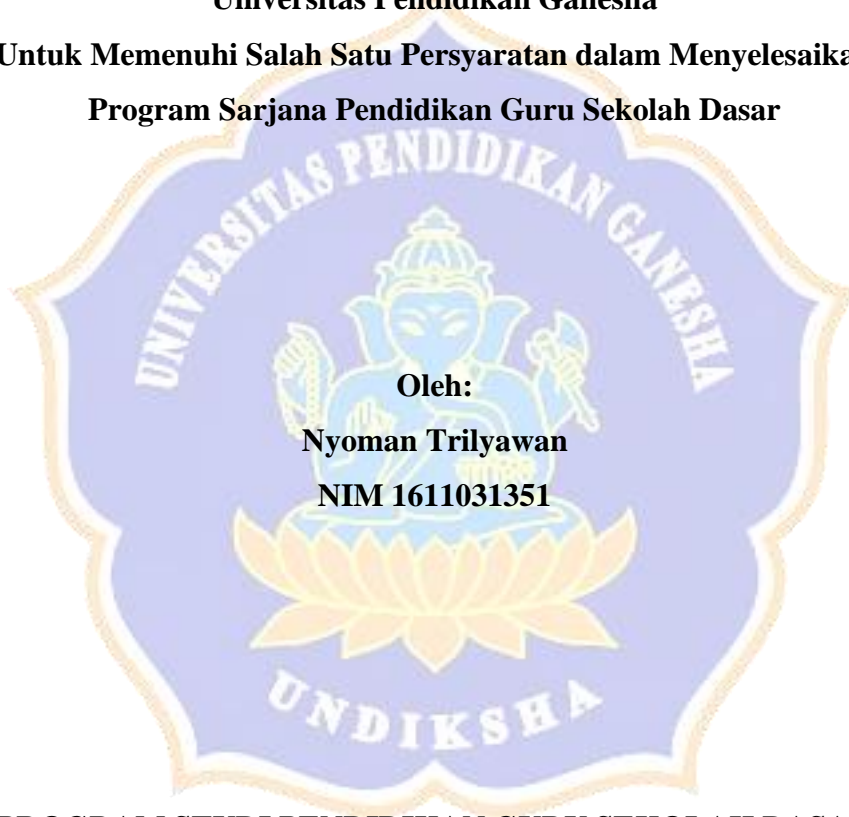 Universitas Pendidikan Ganesha
Untuk Memenuhi Salah Satu Persyaratan dalam
Program Sarjana Pendidikan Guru Sekolah Dasar
UNIVERSITAS PENDIDIKAN GANESHA
Oleh:
Nyoman Trilyawan
NIM 1611031351
UNDIKSHA